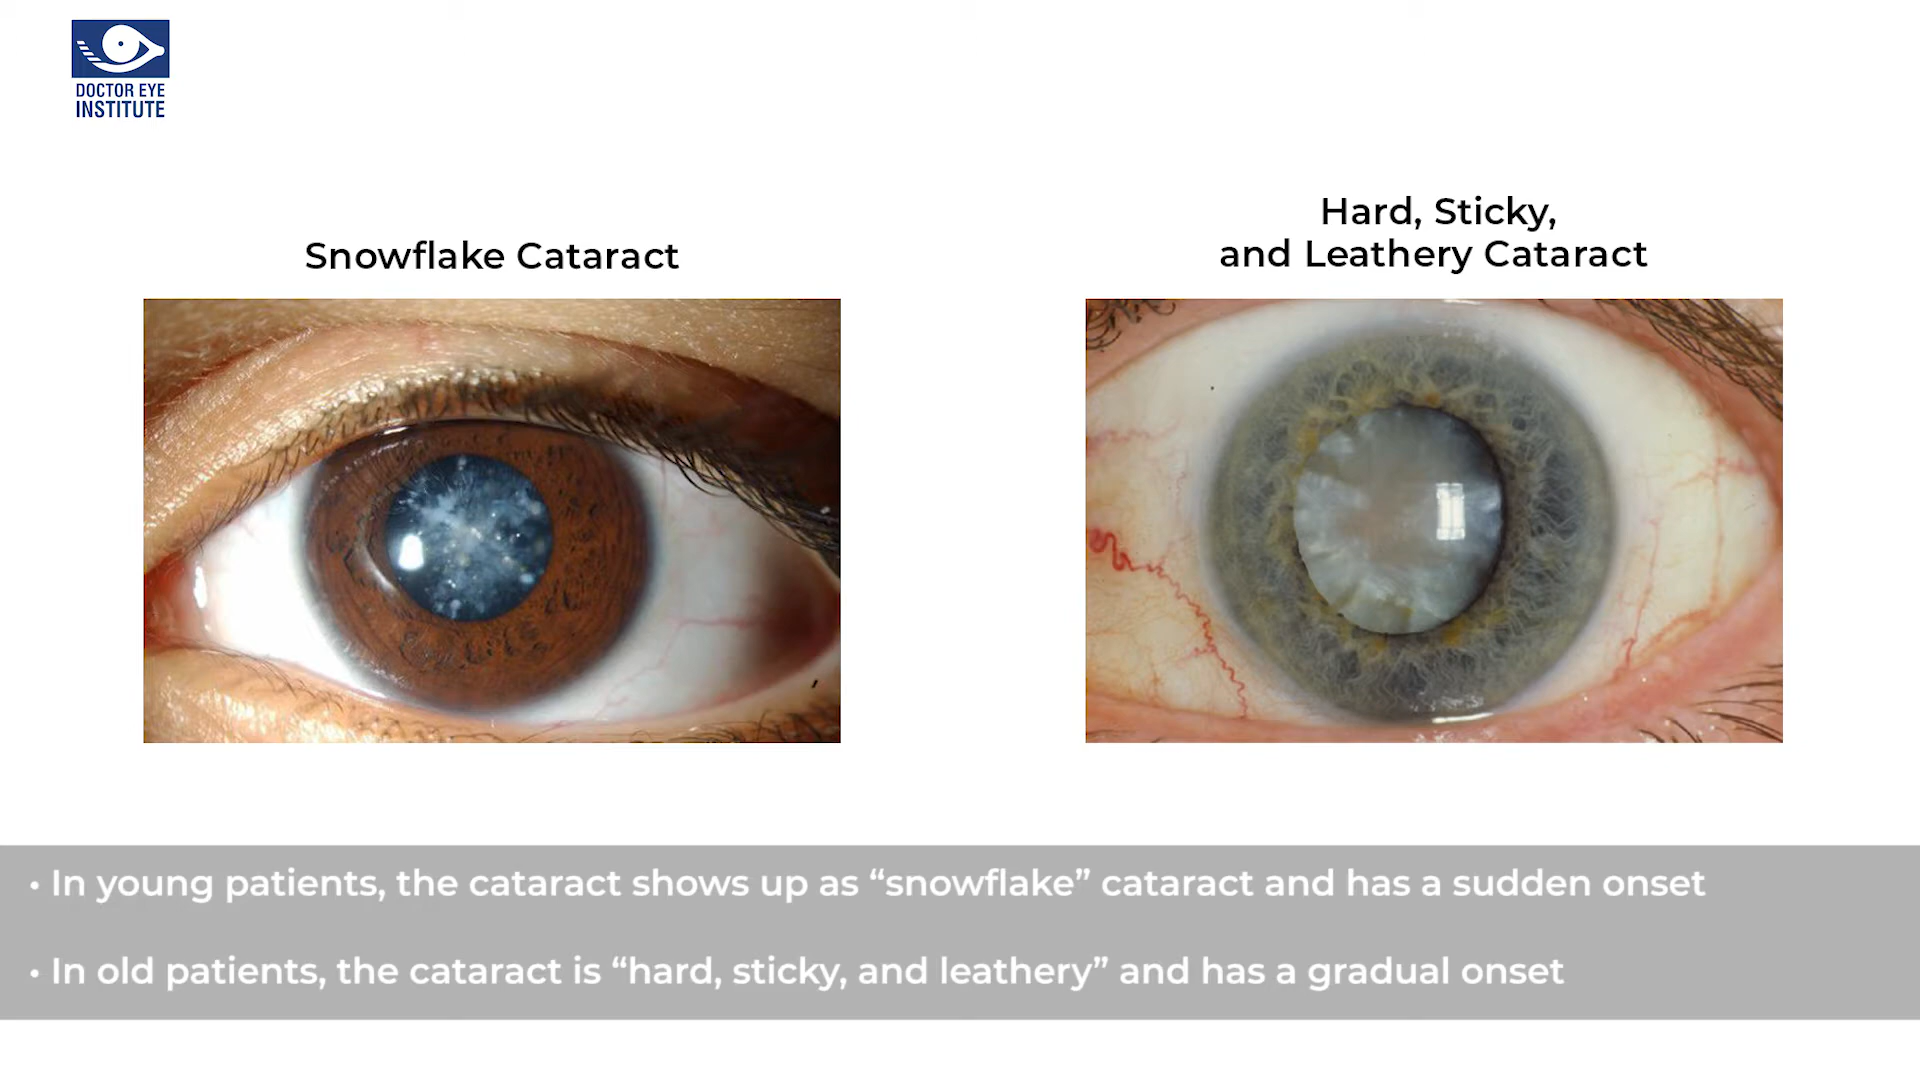 DOCTOR EYE
INSTITUTE
Snowflake Cataract
Hard, Sticky,
and Leathery Cataract
• In young patients, the cataract shows up as “snowflake” cataract and has a sudden onset
• In old patients, the cataract is “hard, sticky, and leathery” and has a gradual onset